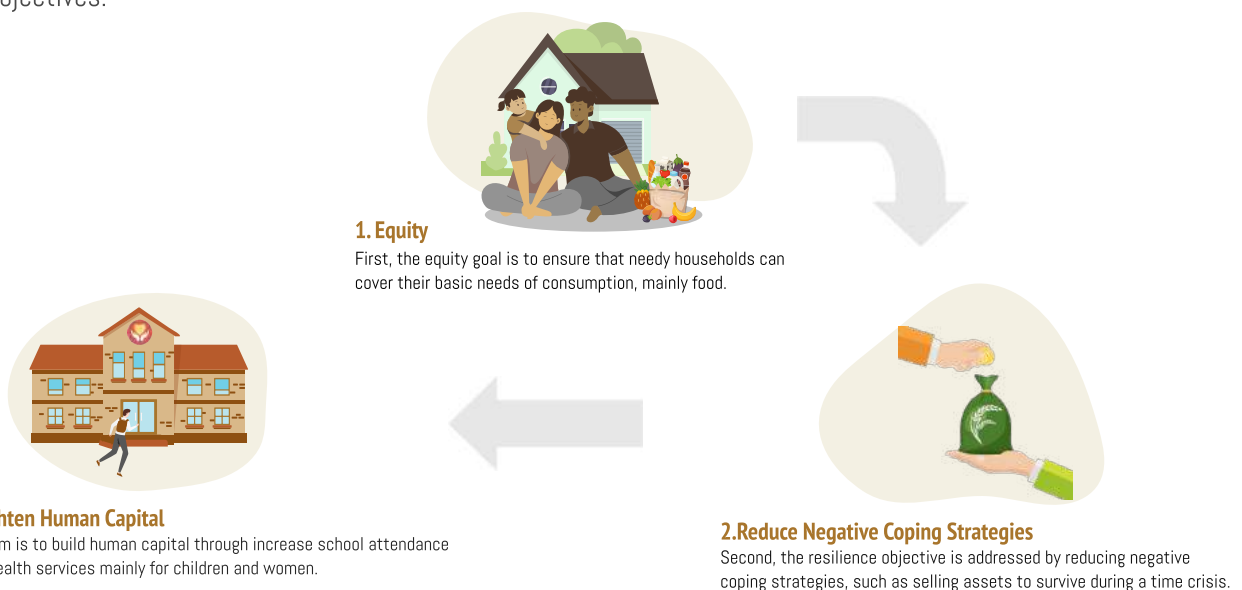 objectives.
1. Equity
First, the equity goal is to ensure that needy households can
cover their basic needs of consumption, mainly food.
2.Reduce Negative Coping Strategies
Second, the resilience objective is addressed by reducing negative
coping strategies, such as selling assets to survive during a time crisis.
Human Capital
is to build human capital through increase school attendance
services mainly for children and women.